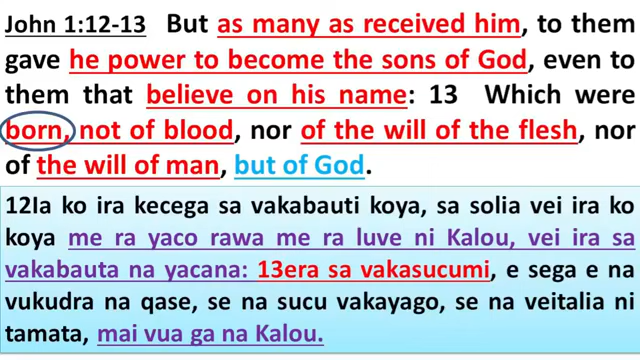 John 1:12-13 But as many as received him, to them
gave he power to become the sons of God, even to
them that believe on his name: 13 Which were
born, not of blood, nor of the will of the flesh, nor
of the will of man, but of God.
12Ia ko ira kecega sa vakabauti koya, sa solia vei ira ko
koya me ra yaco rawa me ra luve ni Kalou, vei ira sa
vakabauta na yacana: 13era sa vakasucumi, e sega e na
vukudra na qase, se na sucu vakayago, se na veitalia ni
tamata, mai vua ga na Kalou.